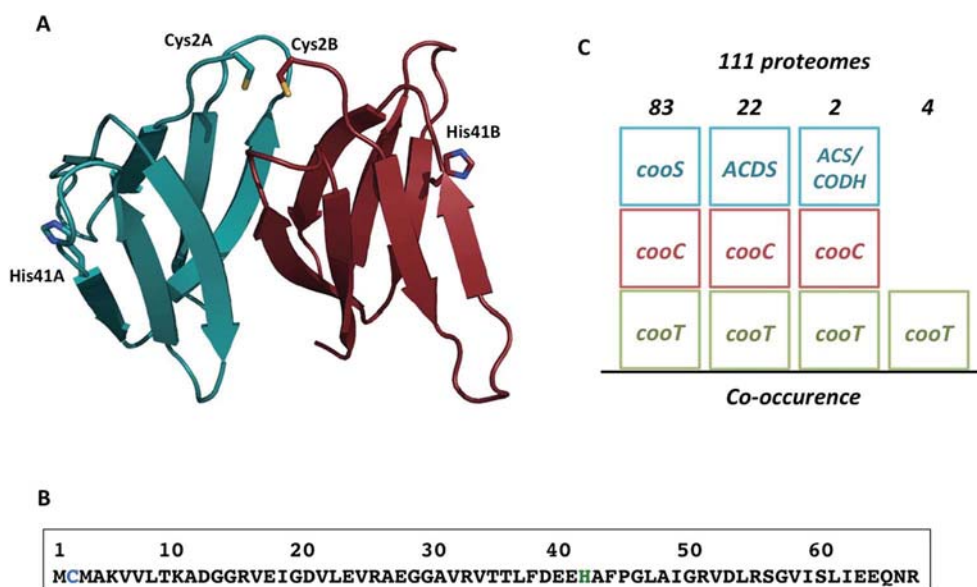 A
Cys2A
Cys2B
His41B
His41A
C
111 proteomes
83 22 2 4
cooS ACDS ACS/
CODH
cooC cooC cooC
cooT cooT cooT cooT
Co-occurence
B
1 10 20 30 40 50 60
MCMAKVVLTKADGGRVEIGDVLEVRAEGGAVRVTTLFDEEHAFPGLAIGRVDLRSGVISLIEEQNR